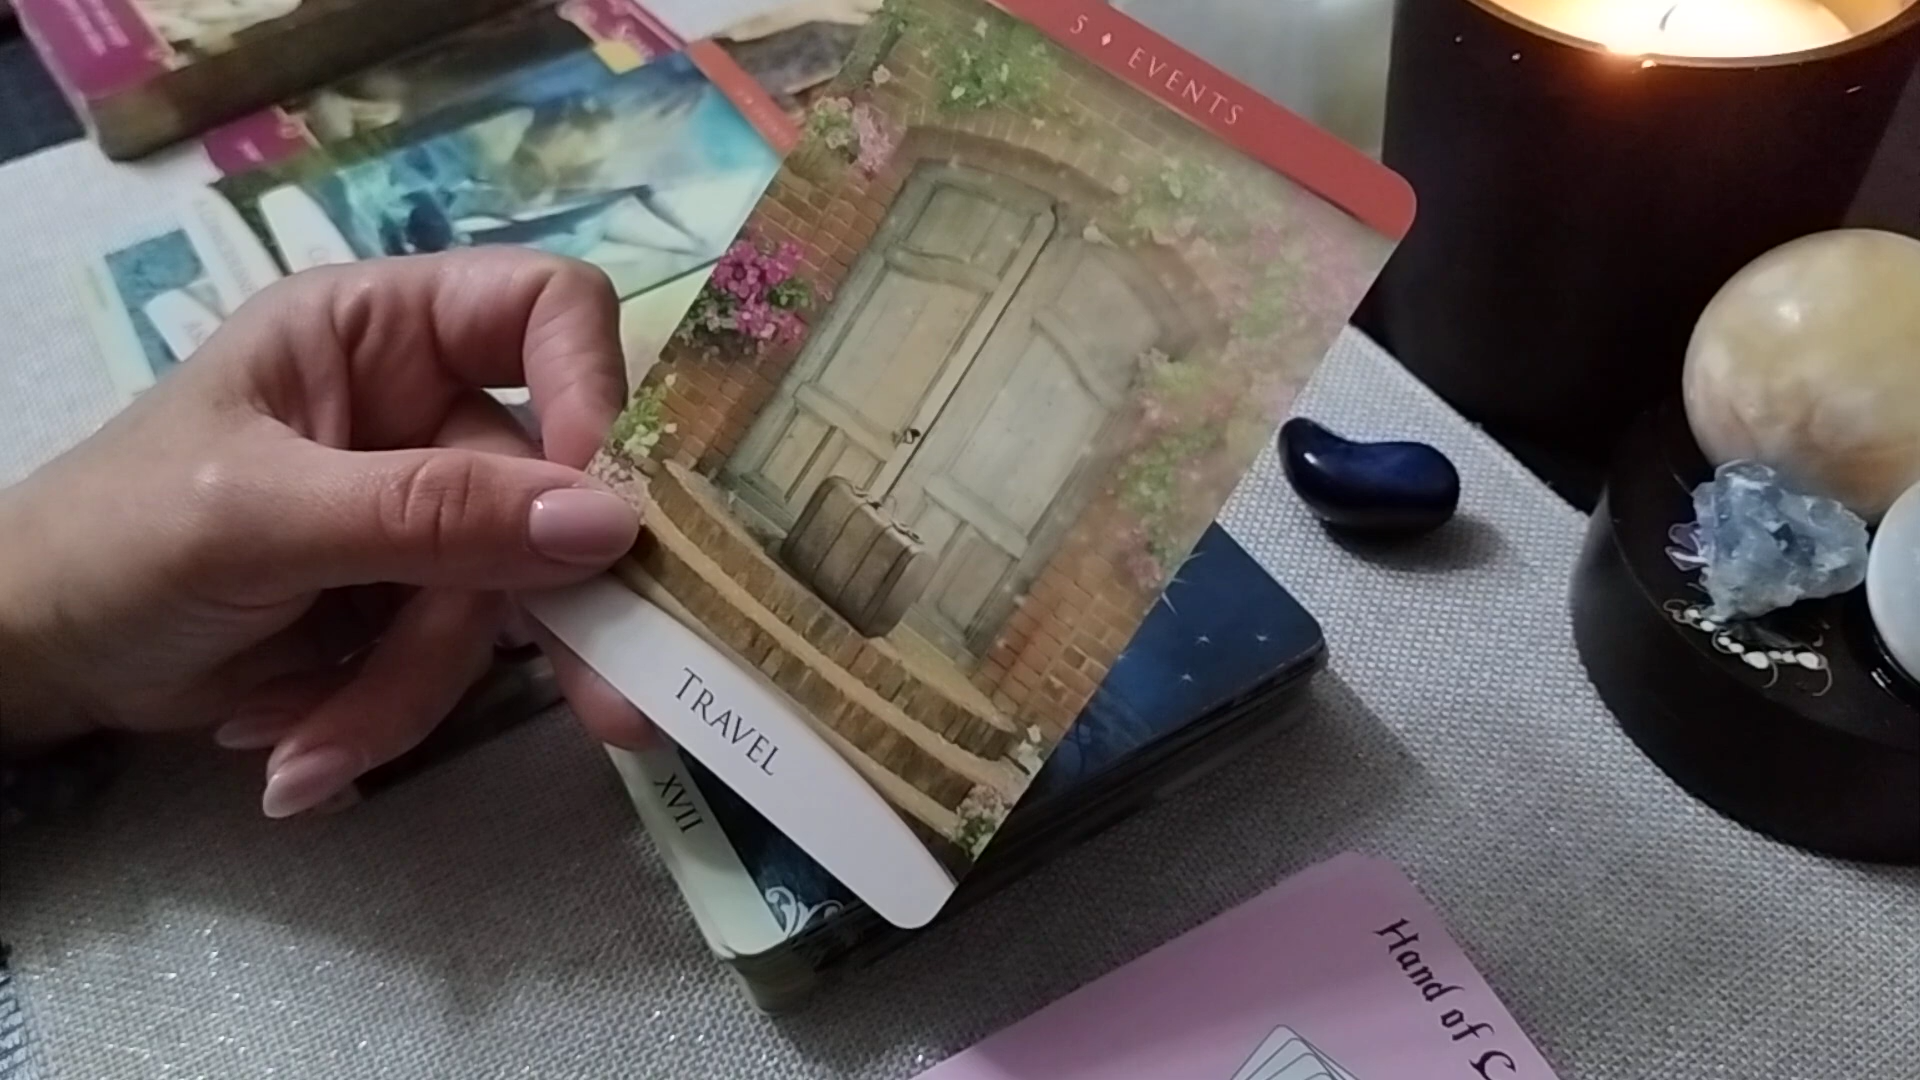 5 ♦ EVENTS
TRAVEL
XVII
Hand of